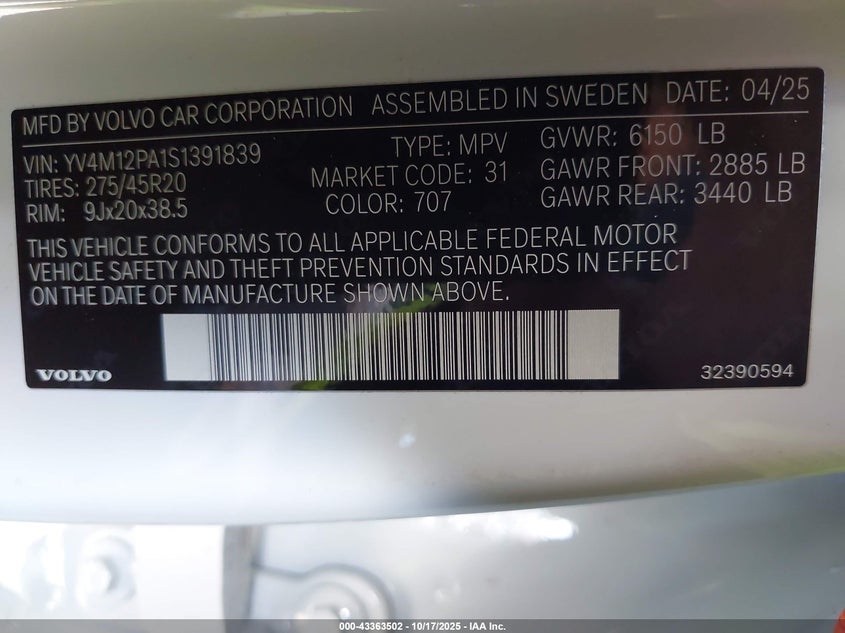 MFD BY VOLVO CAR CORPORATION ASSEMBLED IN SWEDEN DATE: 04/25
VIN: YV4M12PA1S1391839 TYPE: MPV GVWR: 6150 LB
TIRES: 275/45R20 MARKET CODE: 31 GAWR FRONT: 2885 LB
RIM: 9Jx20x38.5 COLOR: 707 GAWR REAR: 3440 LB
THIS VEHICLE CONFORMS TO ALL APPLICABLE FEDERAL MOTOR
VEHICLE SAFETY AND THEFT PREVENTION STANDARDS IN EFFECT
ON THE DATE OF MANUFACTURE SHOWN ABOVE.
VOLVO 32390594
000-43363502 - 10/17/2025 - IAA Inc.